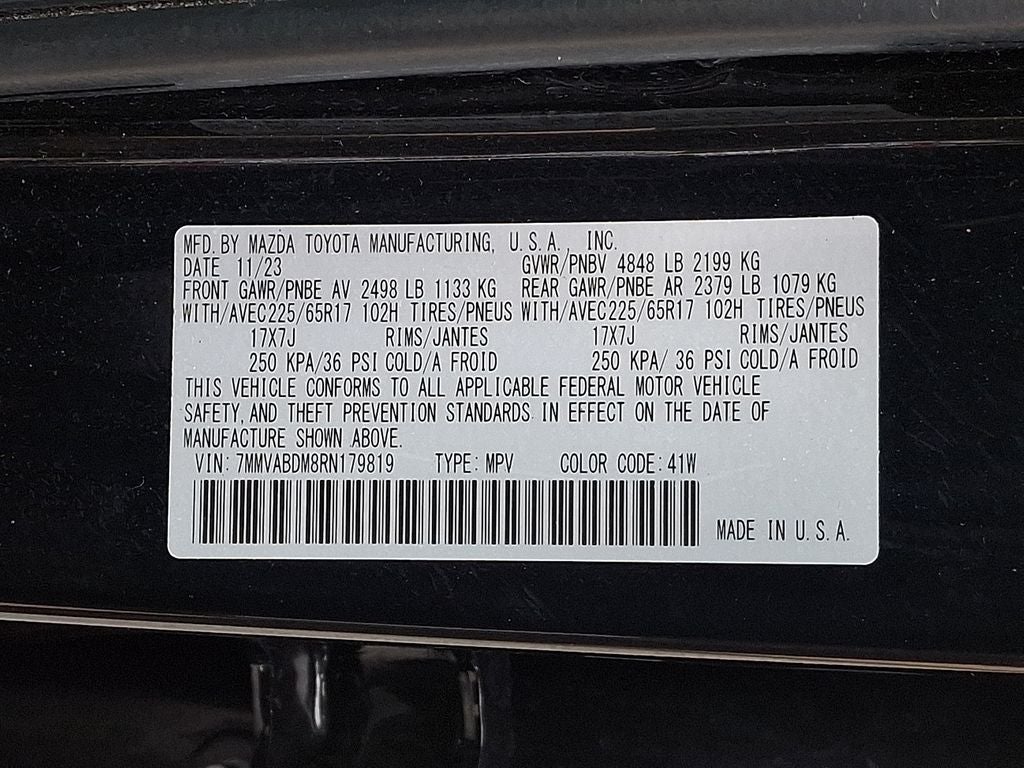 MFD. BY MAZDA TOYOTA MANUFACTURING, U.S.A., INC.
DATE 11/23 GVWR/PNBV 4848 LB 2199 KG
FRONT GAWR/PNBE AV 2498 LB 1133 KG REAR GAWR/PNBE AR 2379 LB 1079 KG
WITH/AVEC225/65R17 102H TIRES/PNEUS WITH/AVEC225/65R17 102H TIRES/PNEUS
17X7J RIMS/JANTES 17X7J RIMS/JANTES
250 KPA/36 PSI COLD/A FROID 250 KPA/ 36 PSI COLD/A FROID
THIS VEHICLE CONFORMS TO ALL APPLICABLE FEDERAL MOTOR VEHICLE
SAFETY, AND THEFT PREVENTION STANDARDS IN EFFECT ON THE DATE OF
MANUFACTURE SHOWN ABOVE.
VIN: 7MMVABDM8RN179819 TYPE: MPV COLOR CODE: 41W
MADE IN U.S.A.